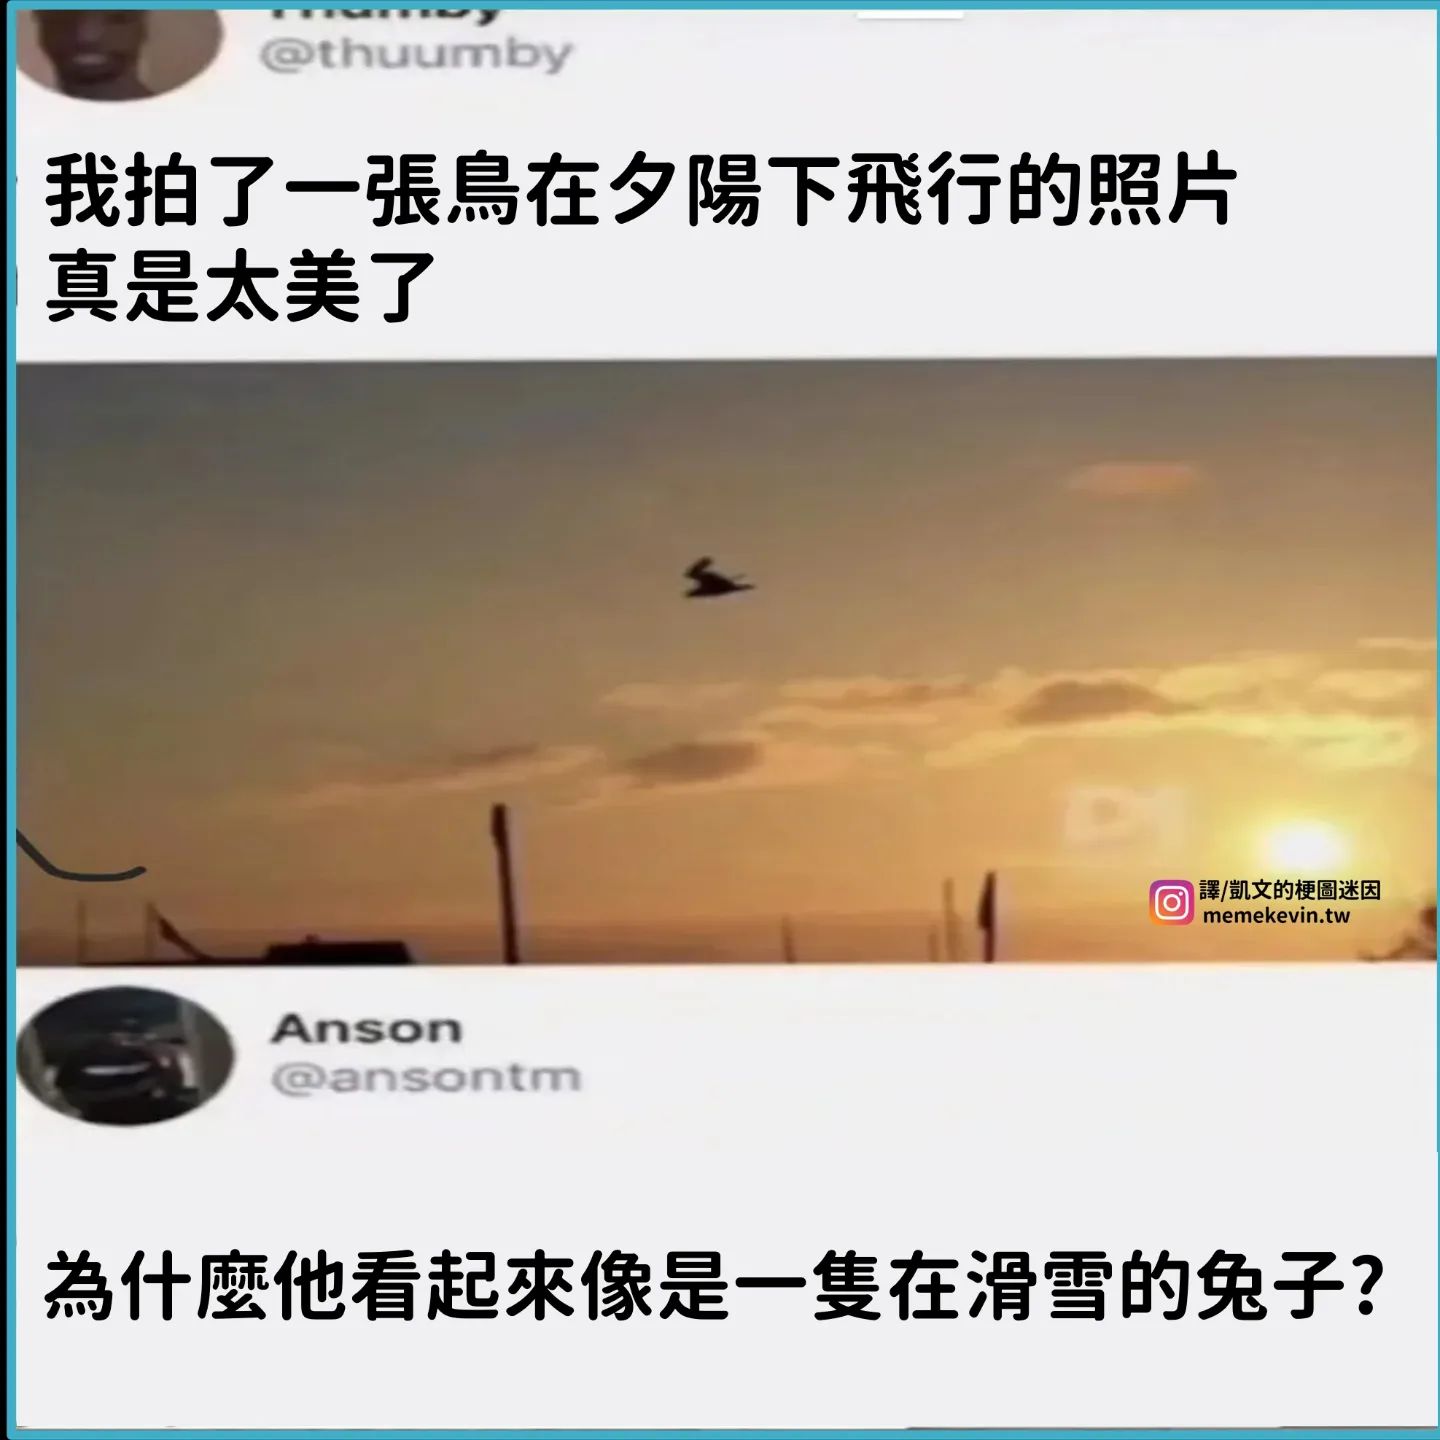 Thumby
@thuumby
我拍了一張鳥在夕陽下飛行的照片
真是太美了
譯/凱文的梗圖迷因
memekevin.tw
Anson
@ansontm
為什麼他看起來像是一隻在滑雪的兔子?